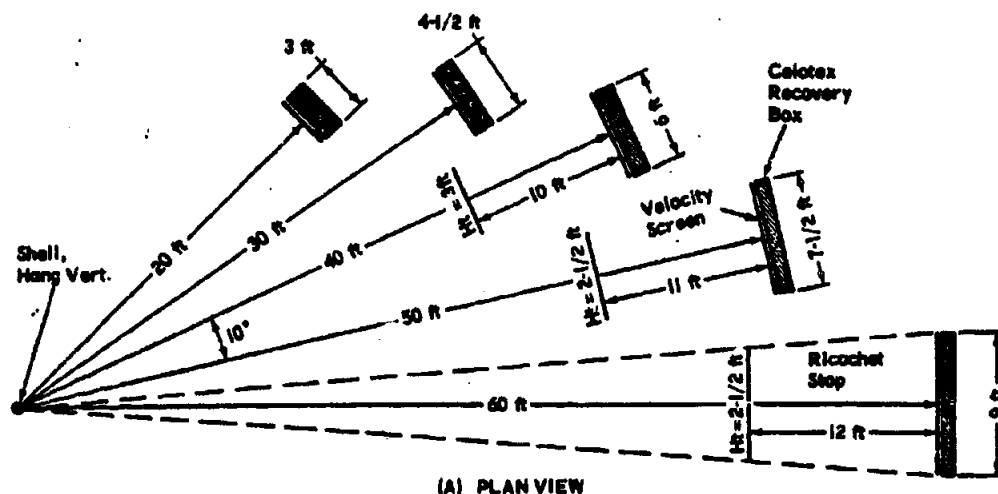 3 ft
4-1/2 ft
6 ft
Celotex
Recovery
Box
Velocity
Screen
7-1/2 ft
Ht = 3 ft
10 ft
Ht = 2-1/2 ft
11 ft
Shell,
Hang Vert.
20 ft
30 ft
40 ft
50 ft
10°
60 ft
Ht = 2-1/2 ft
Ricochet
Stop
12 ft
9 ft
(A) PLAN VIEW